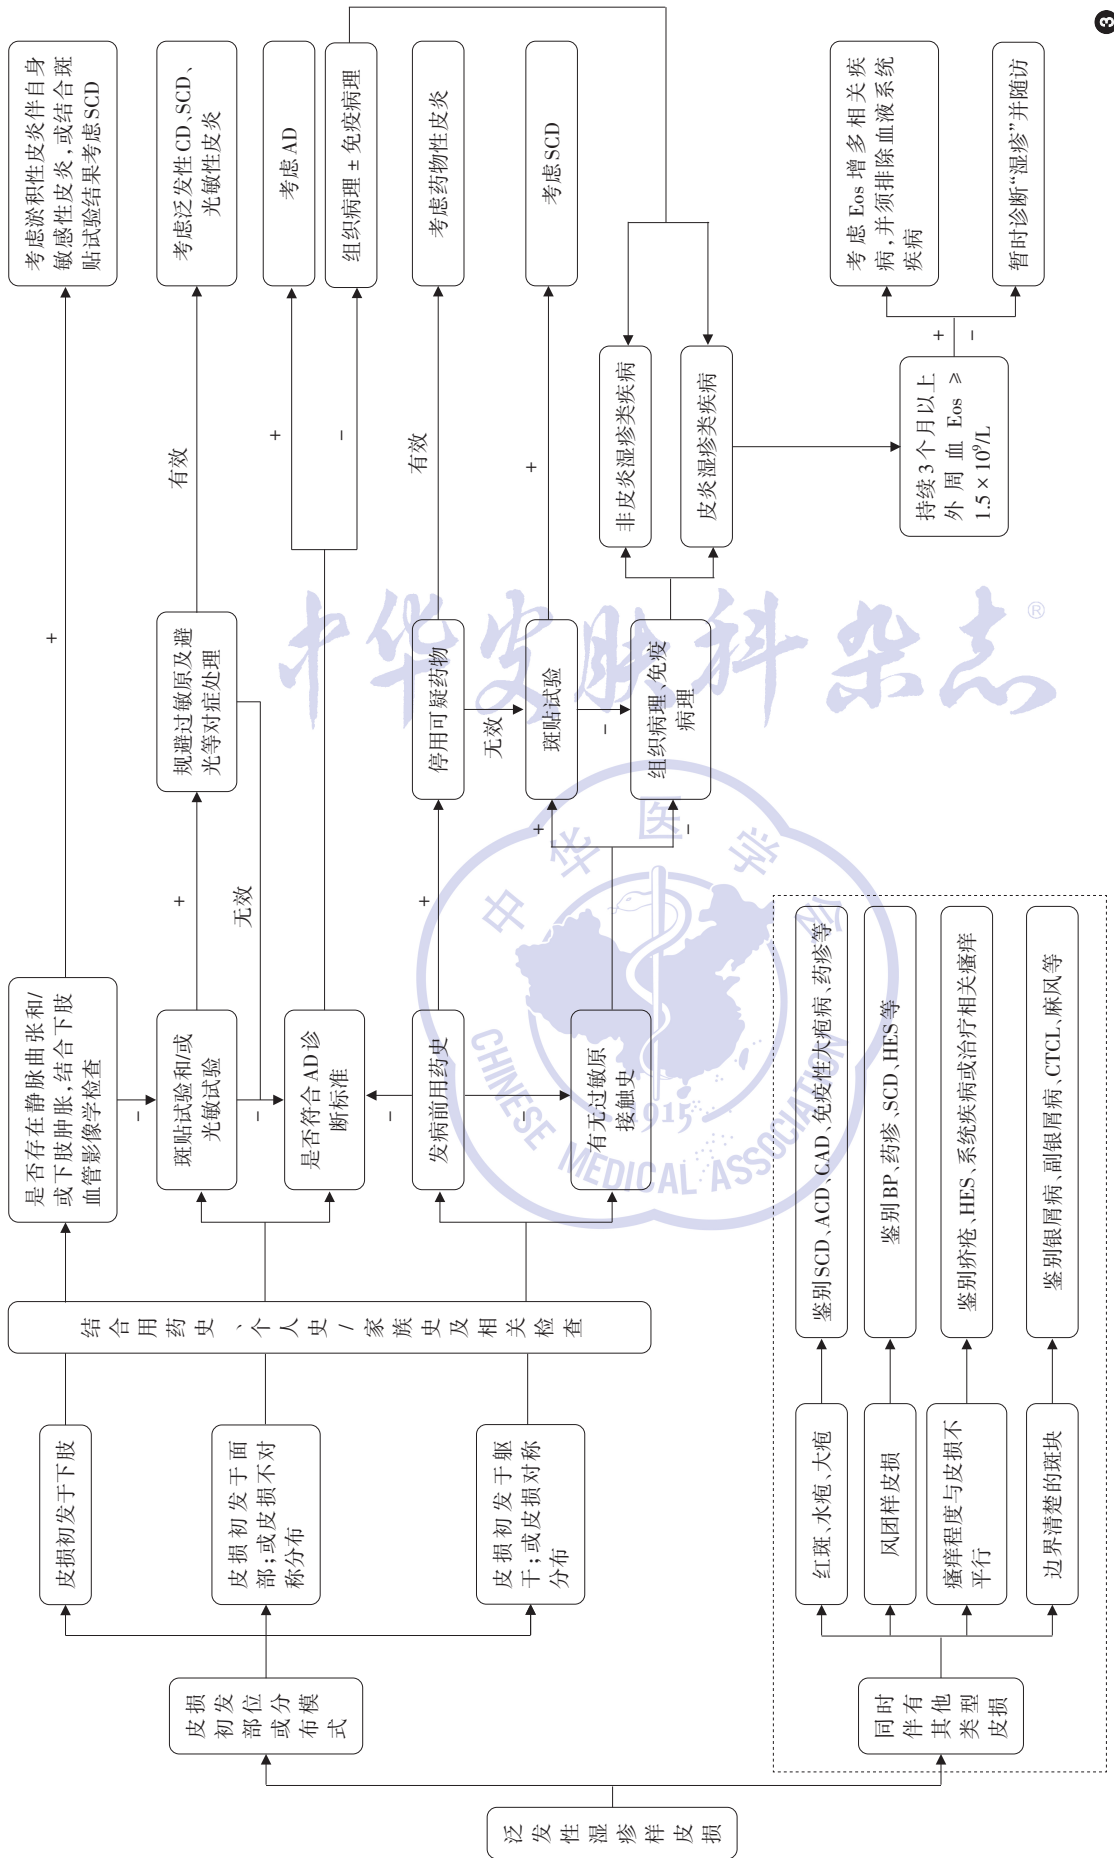 泛发性湿疹样皮损
皮损
初发
部位
或分
布模
式
同时
伴有
其他
类型
皮损
皮损初发于下肢
皮损初发于面
部；或皮损不对
称分布
皮损初发于躯
干；或皮损对称
分布
结合用药史、个人史/家族史及相关检查
是否存在静脉曲张和/
或下肢肿胀，结合下肢
血管影像学检查
+
考虑淤积性皮炎伴自身
敏感性皮炎，或结合斑
贴试验结果考虑SCD
−
斑贴试验和/或
光敏试验
+
规避过敏原及避
光等对症处理
有效
考虑泛发性CD、SCD、
光敏性皮炎
无效
−
是否符合AD诊
断标准
+
考虑AD
−
组织病理±免疫病理
−
发病前用药史
+
停用可疑药物
有效
考虑药物性皮炎
无效
−
有无过敏原
接触史
+
斑贴试验
+
考虑SCD
−
−
组织病理、免疫
病理
非皮炎湿疹类疾病
皮炎湿疹类疾病
持续3个月以上
外周血 Eos ≥
1.5×10⁹/L
+
考虑 Eos 增多相关疾
病，并须排除血液系统
疾病
−
暂时诊断“湿疹”并随访
红斑、水疱、大疱
鉴别SCD、ACD、CAD、免疫性大疱病、药疹等
风团样皮损
鉴别BP、药疹、SCD、HES等
瘙痒程度与皮损不
平行
鉴别疥疮、HES、系统疾病或治疗相关瘙痒
边界清楚的斑块
鉴别银屑病、副银屑病、CTCL、麻风等
中华皮肤科杂志®
中华医学会
1915
CHINESE MEDICAL ASSOCIATION
3